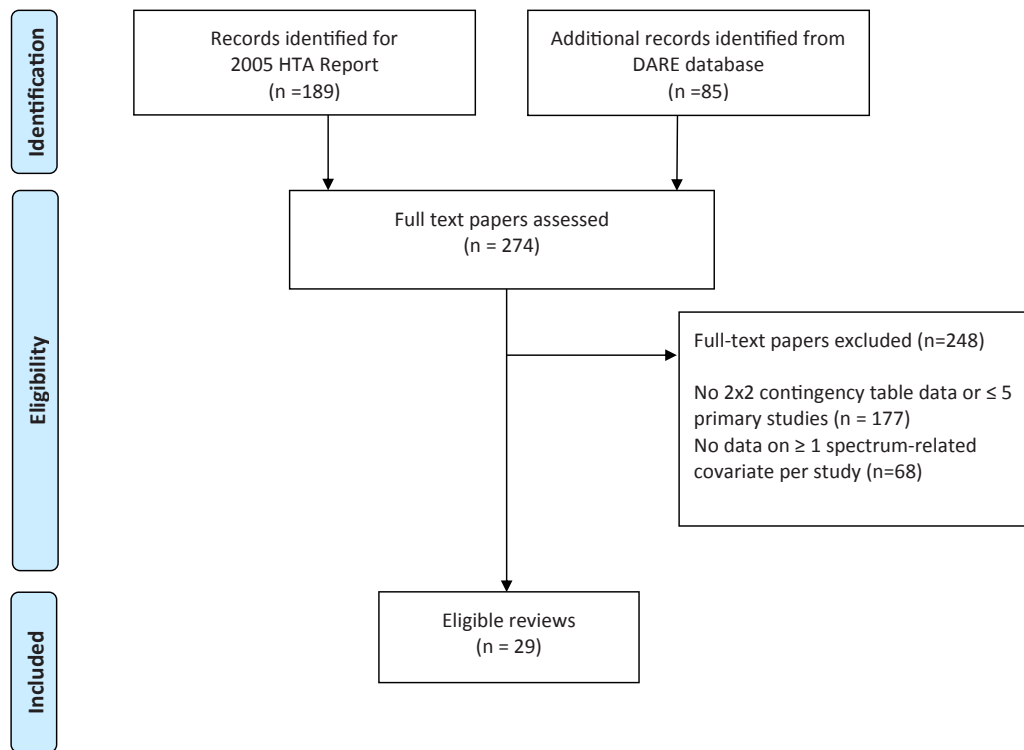 Identification
Records identified for
2005 HTA Report
(n =189)
Additional records identified from
DARE database
(n =85)
Eligibility
Full text papers assessed
(n = 274)
Full-text papers excluded (n=248)
No 2x2 contingency table data or ≤ 5
primary studies (n = 177)
No data on ≥ 1 spectrum-related
covariate per study (n=68)
Included
Eligible reviews
(n = 29)